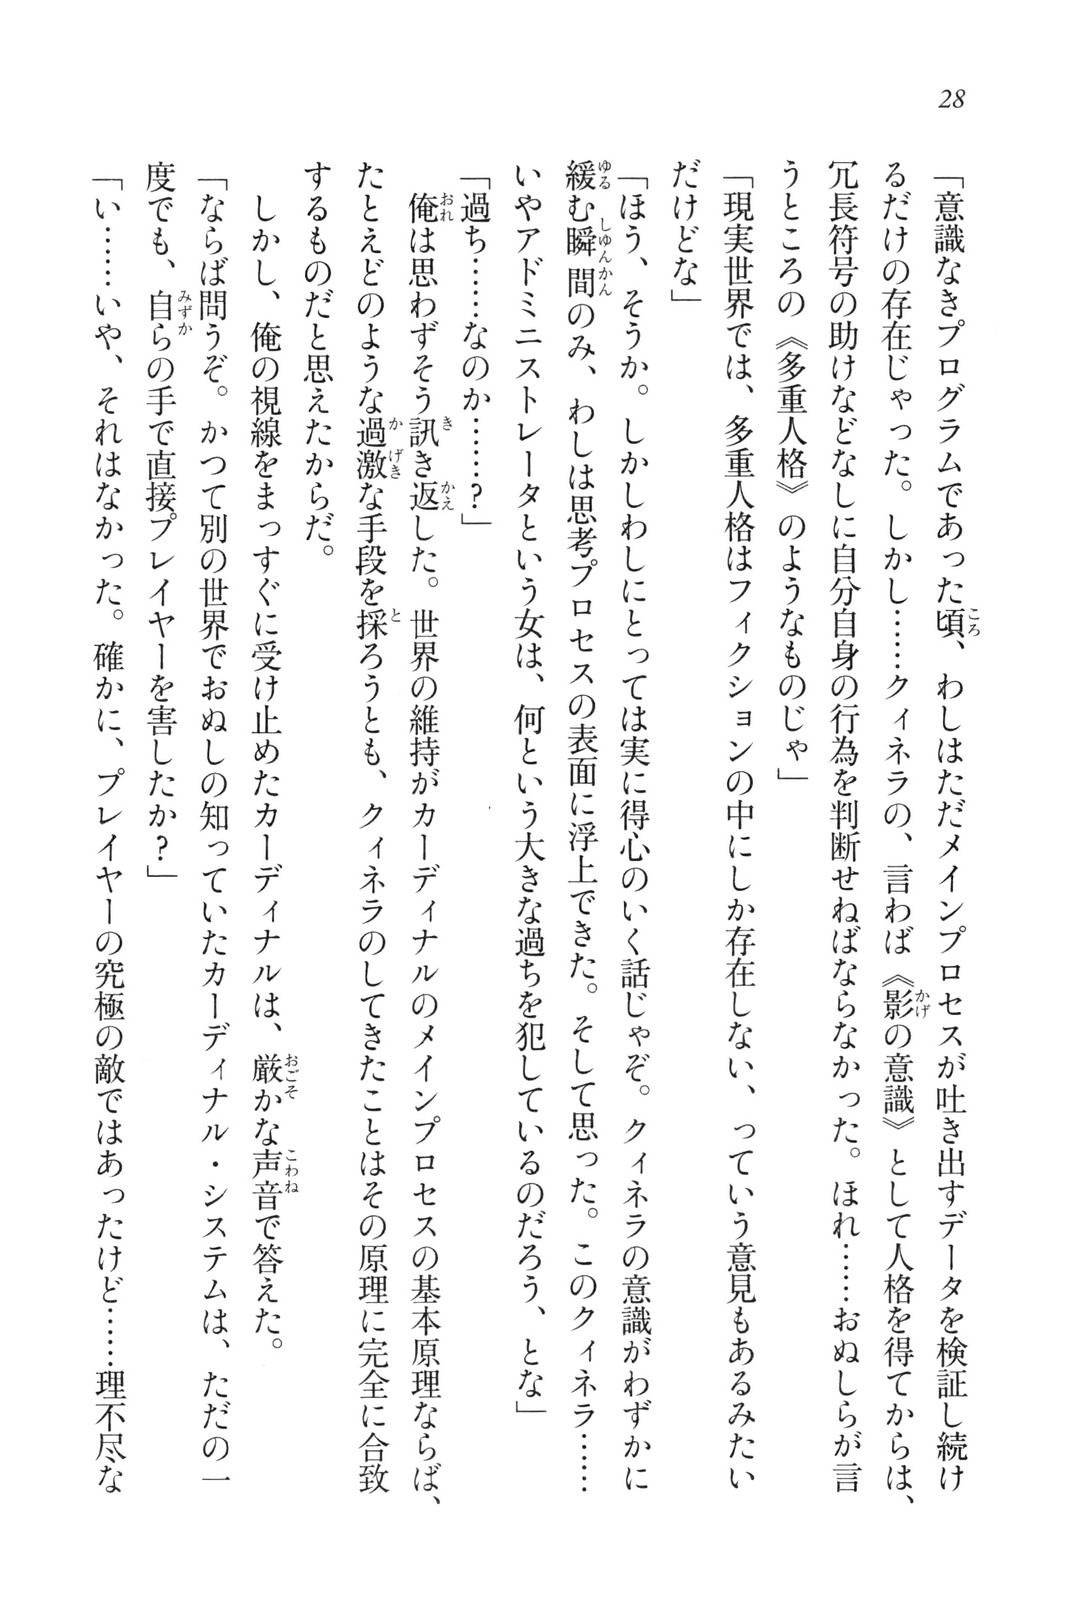 28
「意識なきプログラムであった頃、わしはただメインプロセスが吐き出すデータを検証し続け
るだけの存在じゃった。しかし……クィネラの、言わば《影の意識》として人格を得てからは、
冗長符号の助けなどなしに自分自身の行為を判断せねばならなかった。ほれ……おぬしらが言
うところの《多重人格》のようなものじゃ」
「現実世界では、多重人格はフィクションの中にしか存在しない、っていう意見もあるみたい
だけどな」
「ほう、そうか。しかしわしにとっては実に得心のいく話じゃぞ。クィネラの意識がわずかに
緩む瞬間のみ、わしは思考プロセスの表面に浮上できた。そして思った。このクィネラ……
いやアドミニストレータという女は、何という大きな過ちを犯しているのだろう、とな」
「過ち……なのか……？」
　俺は思わずそう訊き返した。世界の維持がカーディナルのメインプロセスの基本原理ならば、
たとえどのような過激な手段を採ろうとも、クィネラのしてきたことはその原理に完全に合致
するものだと思えたからだ。
　しかし、俺の視線をまっすぐに受け止めたカーディナルは、厳かな声音で答えた。
「ならば問うぞ。かつて別の世界でおぬしの知っていたカーディナル・システムは、ただの一
度でも、自らの手で直接プレイヤーを害したか？」
「い……いや、それはなかった。確かに、プレイヤーの究極の敵ではあったけど……理不尽な